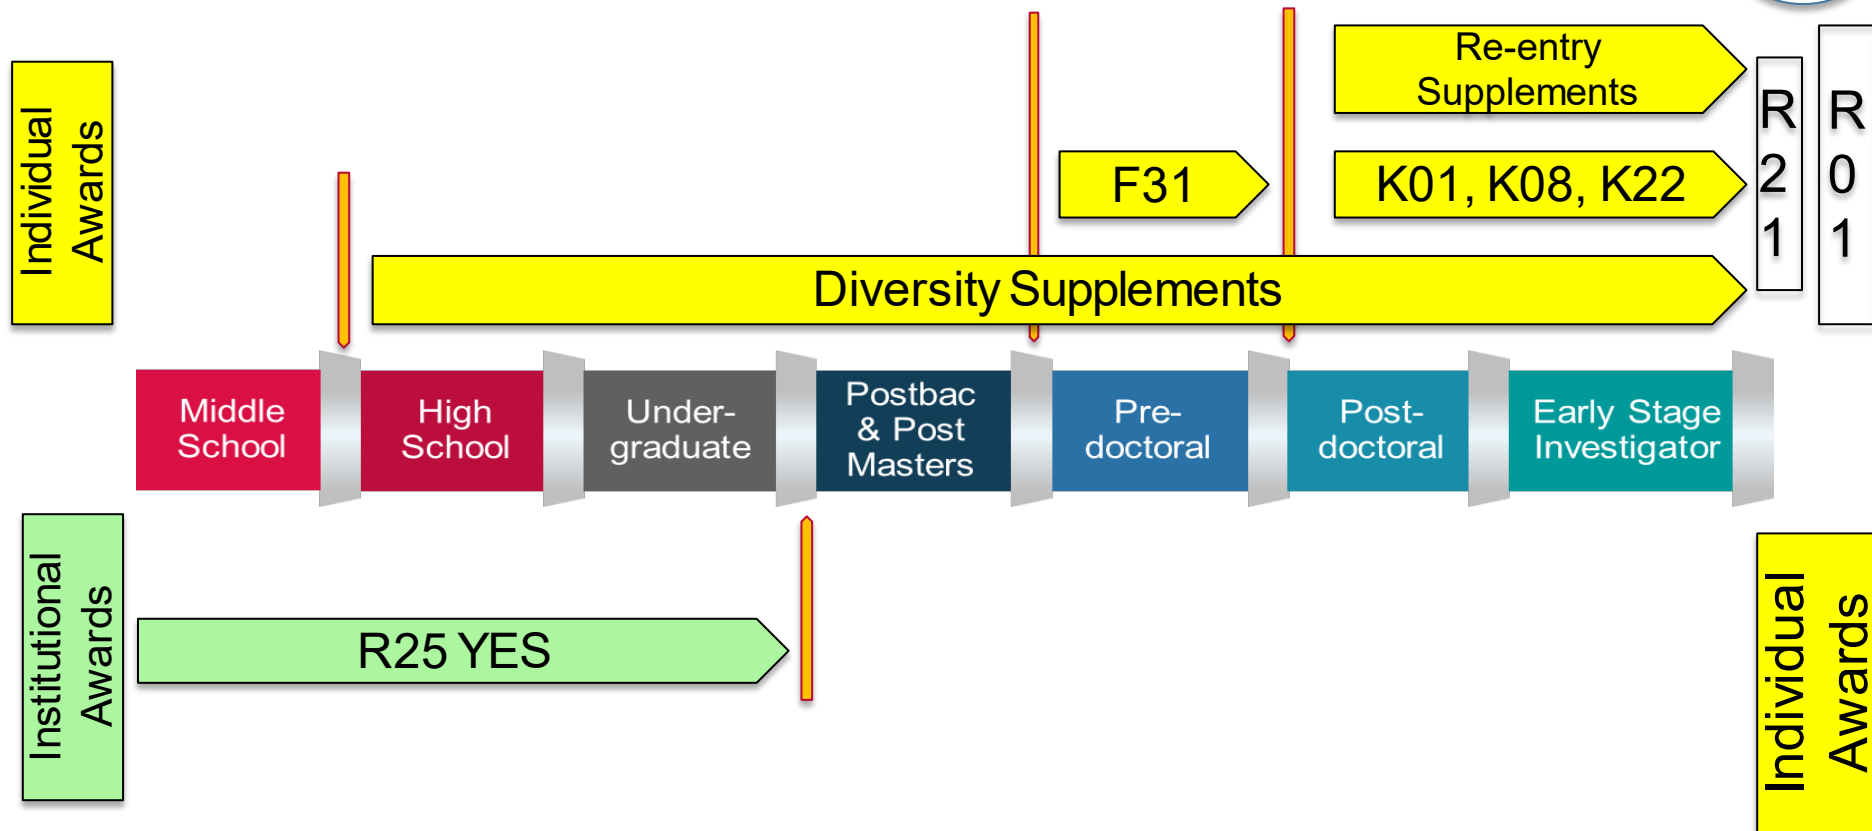 Re-entry
Supplements
Individual
Awards
F31
K01, K08, K22
R
2
1
R
0
1
Diversity Supplements
Middle
School
High
School
Under-
graduate
Postbac
& Post
Masters
Pre-
doctoral
Post-
doctoral
Early Stage
Investigator
Institutional
Awards
R25 YES
Individual
Awards